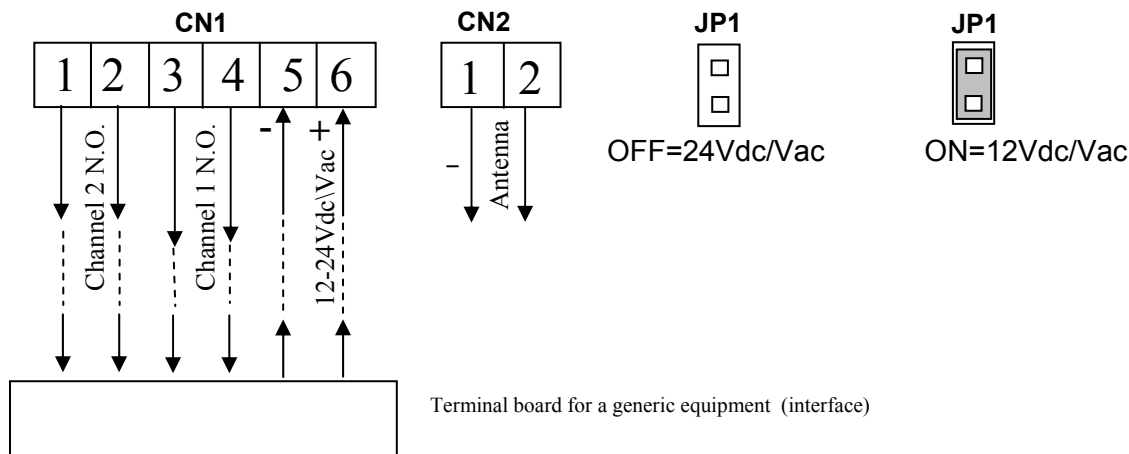 CN1
CN2
JP1
JP1
1 2 3 4 5 6
1 2
- +
-
Channel 2 N.O.
Channel 1 N.O.
12-24Vdc\Vac
Antenna
OFF=24Vdc/Vac
ON=12Vdc/Vac
Terminal board for a generic equipment (interface)